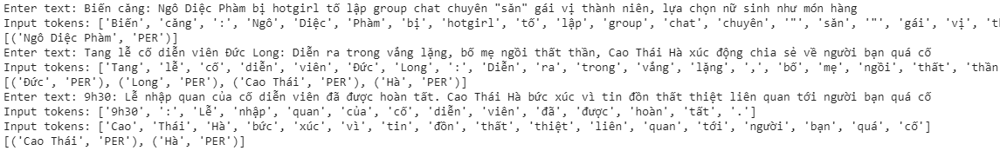 Enter text: Biến căng: Ngô Diệc Phàm bị hotgirl tố lập group chat chuyên "săn" gái vị thành niên, lựa chọn nữ sinh như món hàng
Input tokens: ['Biến', 'căng', ':', 'Ngô', 'Diệc', 'Phàm', 'bị', 'hotgirl', 'tố', 'lập', 'group', 'chat', 'chuyên', '"', 'săn', '"', 'gái', 'vị',
[('Ngô Diệc Phàm', 'PER')]
Enter text: Tang lễ cố diễn viên Đức Long: Diễn ra trong vắng lặng, bố mẹ ngồi thất thần, Cao Thái Hà xúc động chia sẻ về người bạn quá cố
Input tokens: ['Tang', 'lễ', 'cố', 'diễn', 'viên', 'Đức', 'Long', ':', 'Diễn', 'ra', 'trong', 'vắng', 'lặng', ',', 'bố', 'mẹ', 'ngồi', 'thất', 'thần
[('Đức', 'PER'), ('Long', 'PER'), ('Cao Thái', 'PER'), ('Hà', 'PER')]
Enter text: 9h30: Lễ nhập quan của cố diễn viên đã được hoàn tất. Cao Thái Hà bức xúc vì tin đồn thất thiệt liên quan tới người bạn quá cố
Input tokens: ['9h30', ':', 'Lễ', 'nhập', 'quan', 'của', 'cố', 'diễn', 'viên', 'đã', 'được', 'hoàn', 'tất', '.']
Input tokens: ['Cao', 'Thái', 'Hà', 'bức', 'xúc', 'vì', 'tin', 'đồn', 'thất', 'thiệt', 'liên', 'quan', 'tới', 'người', 'bạn', 'quá', 'cố']
[('Cao Thái', 'PER'), ('Hà', 'PER')]